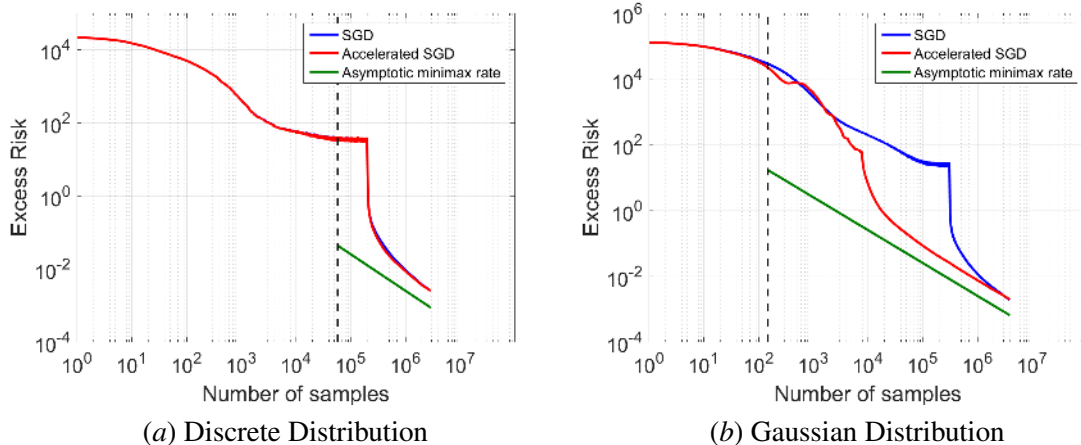 SGD
Accelerated SGD
Asymptotic minimax rate
10^4
10^2
10^0
10^-2
10^-4
Excess Risk
10^0 10^1 10^2 10^3 10^4 10^5 10^6 10^7
Number of samples
(a) Discrete Distribution
SGD
Accelerated SGD
Asymptotic minimax rate
10^6
10^4
10^2
10^0
10^-2
10^-4
Excess Risk
10^0 10^1 10^2 10^3 10^4 10^5 10^6 10^7
Number of samples
(b) Gaussian Distribution